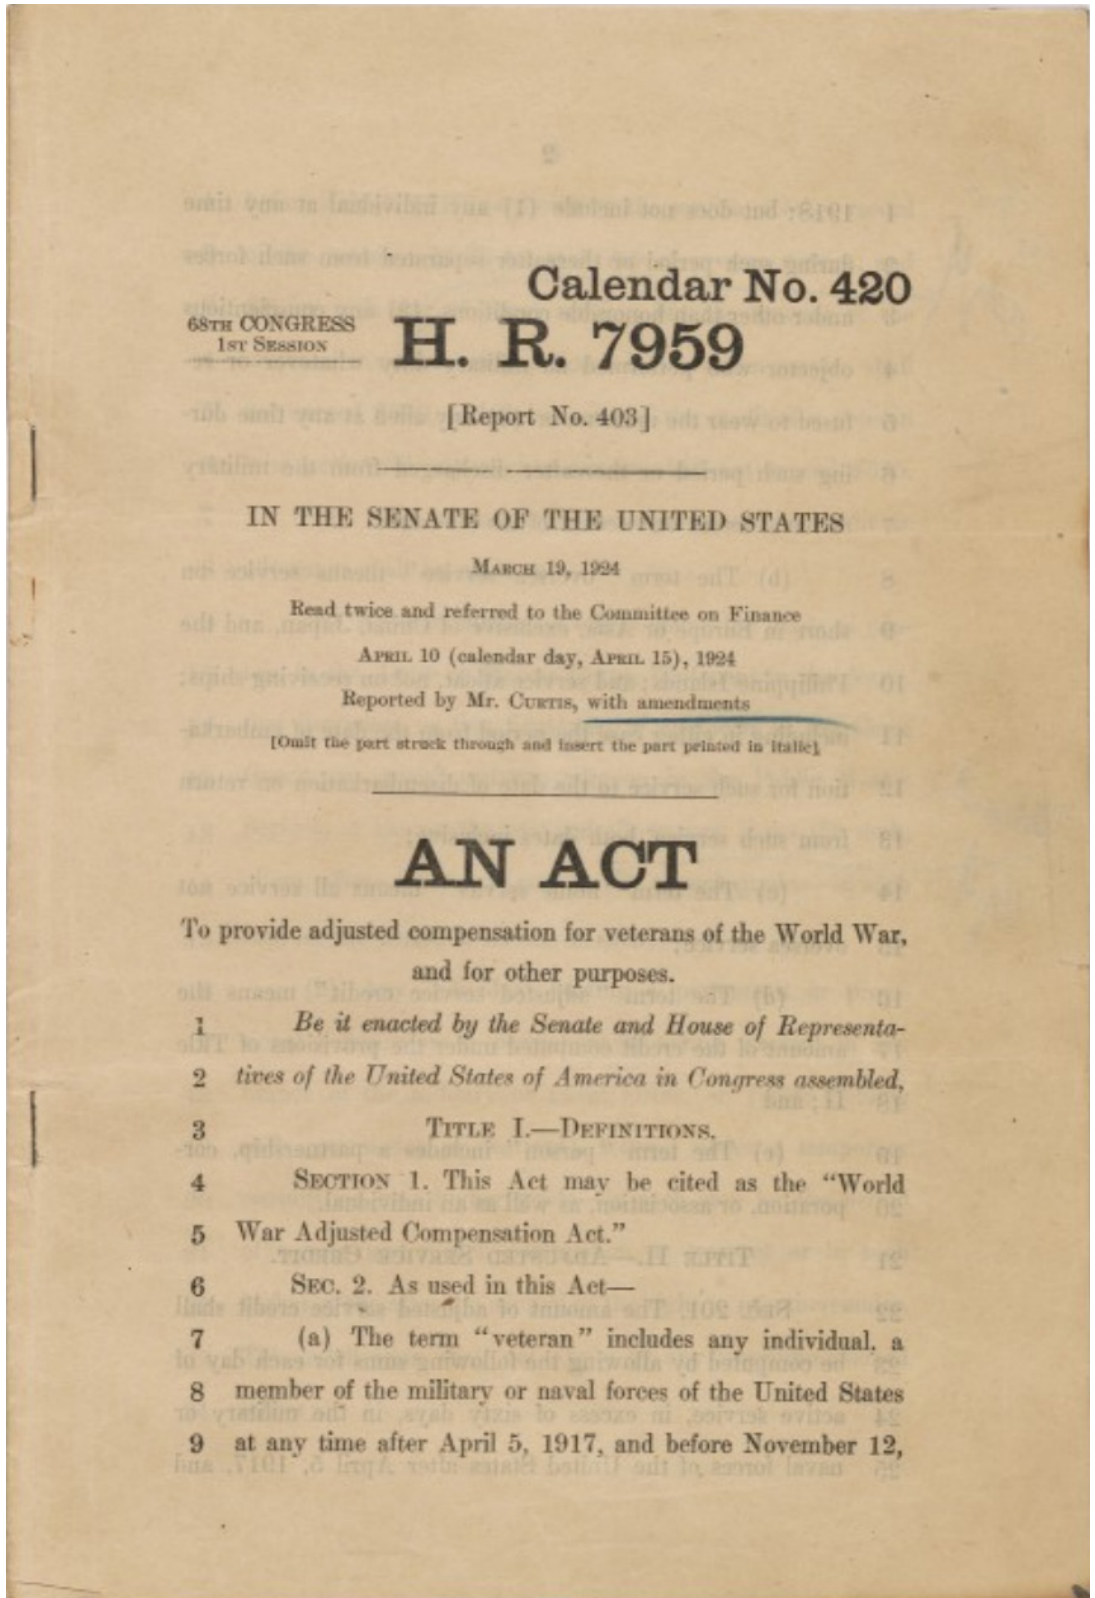 Calendar No. 420
68TH CONGRESS
1ST SESSION
H. R. 7959
[Report No. 403]
IN THE SENATE OF THE UNITED STATES
MARCH 19, 1924
Read twice and referred to the Committee on Finance
APRIL 10 (calendar day, APRIL 15), 1924
Reported by Mr. CURTIS, with amendments
[Omit the part struck through and insert the part printed in italic]
AN ACT
To provide adjusted compensation for veterans of the World War,
and for other purposes.
1 Be it enacted by the Senate and House of Representa-
2 tives of the United States of America in Congress assembled,
3 TITLE I.—DEFINITIONS.
4 SECTION 1. This Act may be cited as the “World
5 War Adjusted Compensation Act.”
6 SEC. 2. As used in this Act—
7 (a) The term “veteran” includes any individual, a
8 member of the military or naval forces of the United States
9 at any time after April 5, 1917, and before November 12,